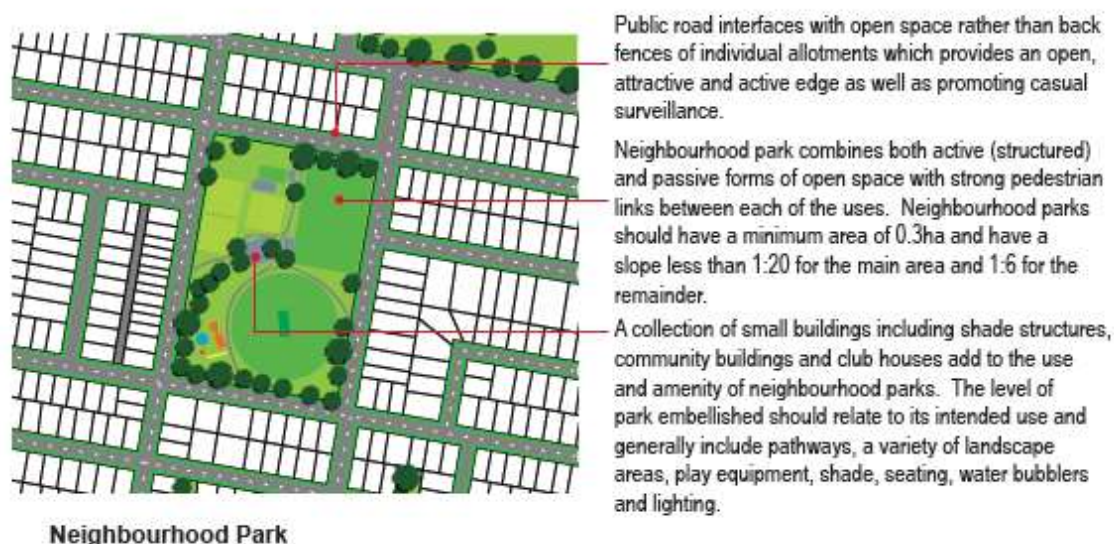 Public road interfaces with open space rather than back
fences of individual allotments which provides an open,
attractive and active edge as well as promoting casual
surveillance.
Neighbourhood park combines both active (structured)
and passive forms of open space with strong pedestrian
links between each of the uses. Neighbourhood parks
should have a minimum area of 0.3ha and have a
slope less than 1:20 for the main area and 1:6 for the
remainder.
A collection of small buildings including shade structures,
community buildings and club houses add to the use
and amenity of neighbourhood parks. The level of
park embellished should relate to its intended use and
generally include pathways, a variety of landscape
areas, play equipment, shade, seating, water bubblers
and lighting.
Neighbourhood Park